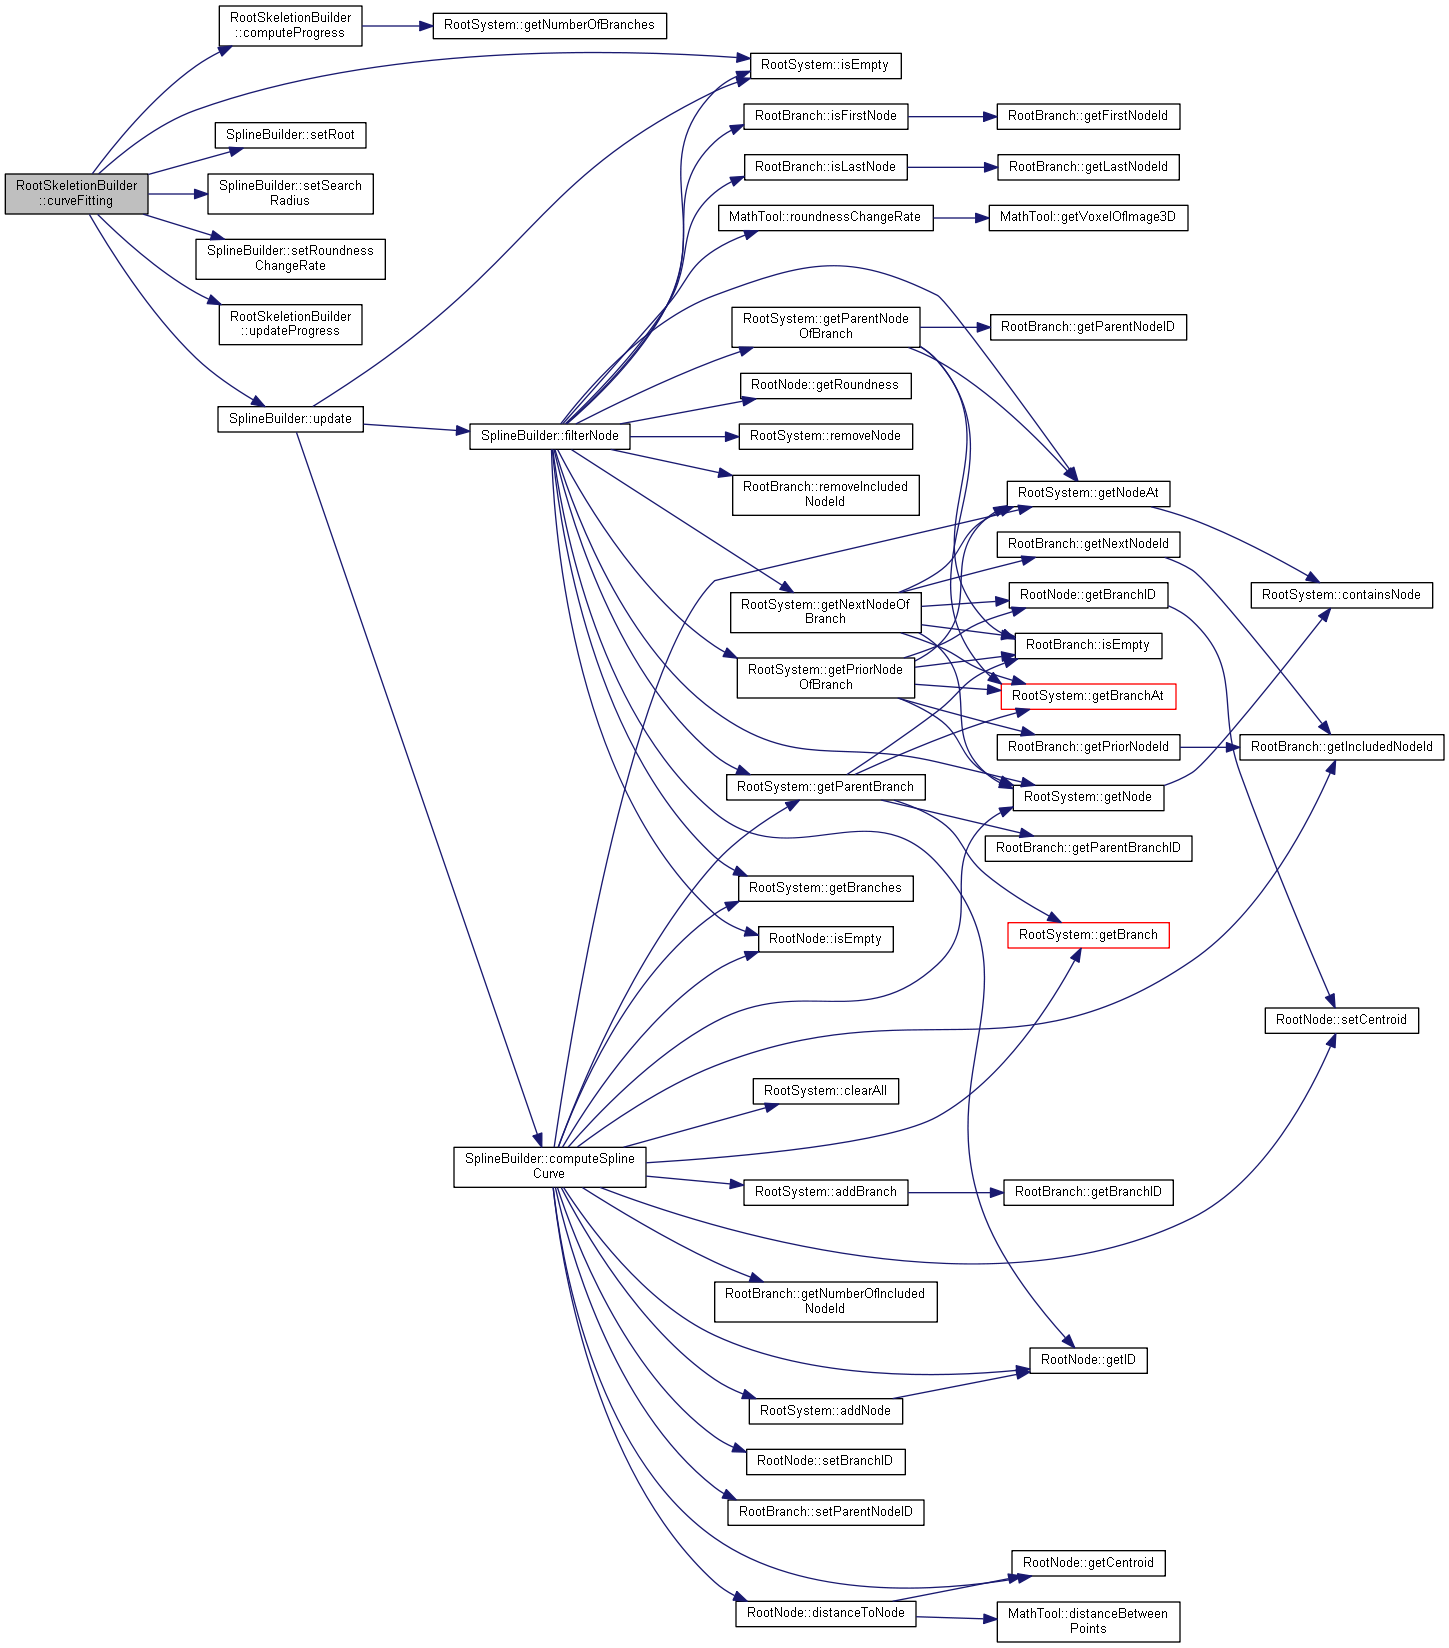 RootSkeletionBuilder
::computeProgress
RootSystem::getNumberOfBranches
RootSystem::isEmpty
RootBranch::isFirstNode
RootBranch::getFirstNodeId
SplineBuilder::setRoot
RootBranch::isLastNode
RootBranch::getLastNodeId
RootSkeletionBuilder
::curveFitting
SplineBuilder::setSearch
Radius
MathTool::roundnessChangeRate
MathTool::getVoxelOfImage3D
SplineBuilder::setRoundness
ChangeRate
RootSkeletionBuilder
::updateProgress
RootSystem::getParentNode
OfBranch
RootBranch::getParentNodeID
RootNode::getRoundness
SplineBuilder::update
SplineBuilder::filterNode
RootSystem::removeNode
RootBranch::removeIncluded
NodeId
RootSystem::getNodeAt
RootBranch::getNextNodeId
RootSystem::getNextNodeOf
Branch
RootNode::getBranchID
RootSystem::containsNode
RootBranch::isEmpty
RootSystem::getPriorNode
OfBranch
RootSystem::getBranchAt
RootBranch::getPriorNodeId
RootBranch::getIncludedNodeId
RootSystem::getParentBranch
RootSystem::getNode
RootBranch::getParentBranchID
RootSystem::getBranches
RootNode::isEmpty
RootSystem::getBranch
RootNode::setCentroid
RootSystem::clearAll
SplineBuilder::computeSpline
Curve
RootSystem::addBranch
RootBranch::getBranchID
RootBranch::getNumberOfIncluded
NodeId
RootNode::getID
RootSystem::addNode
RootNode::setBranchID
RootBranch::setParentNodeID
RootNode::getCentroid
RootNode::distanceToNode
MathTool::distanceBetween
Points